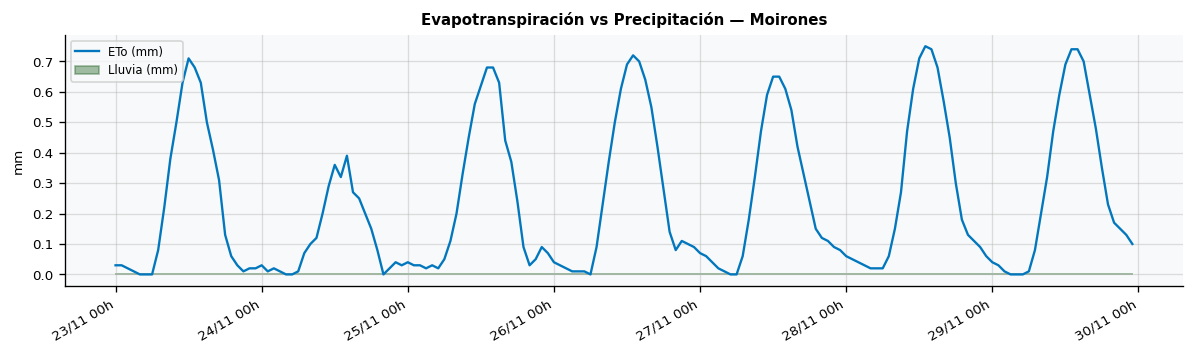 Evapotranspiración vs Precipitación — Moirones
ETo (mm)
Lluvia (mm)
mm
0.7
0.6
0.5
0.4
0.3
0.2
0.1
0.0
23/11 00h
24/11 00h
25/11 00h
26/11 00h
27/11 00h
28/11 00h
29/11 00h
30/11 00h